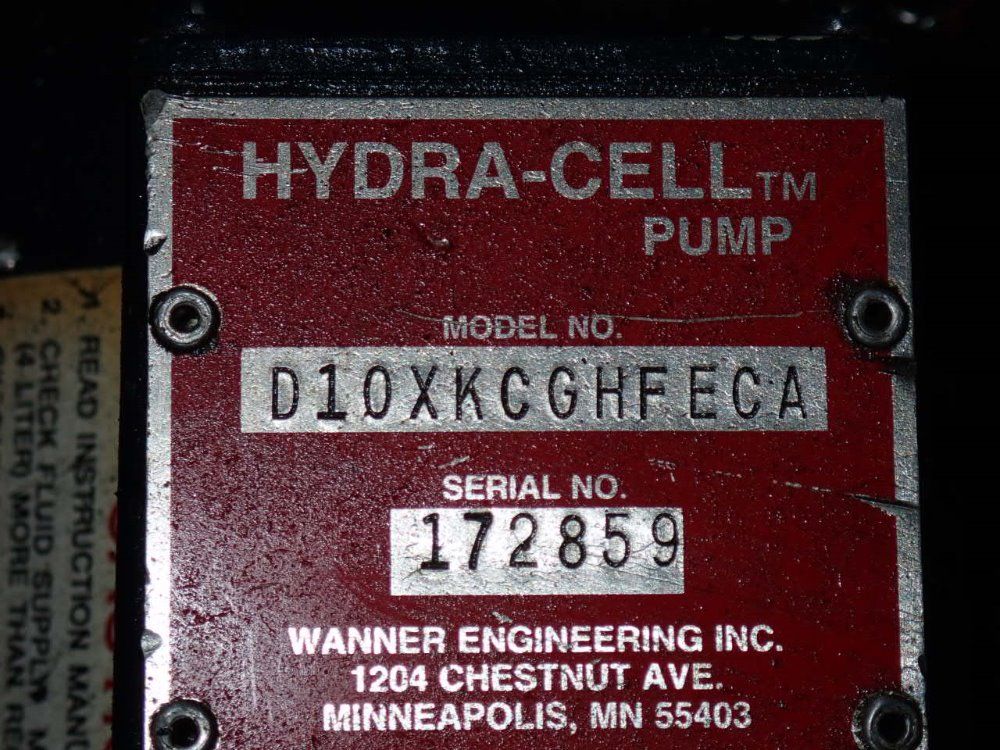 HYDRA-CELL™
PUMP
MODEL NO.
D10XKCGHFECA
SERIAL NO.
172859
WANNER ENGINEERING INC.
1204 CHESTNUT AVE.
MINNEAPOLIS, MN 55403
1. READ INSTRUCTION
2. CHECK FLUID SUPPLY
(4 LITER) MORE THAN